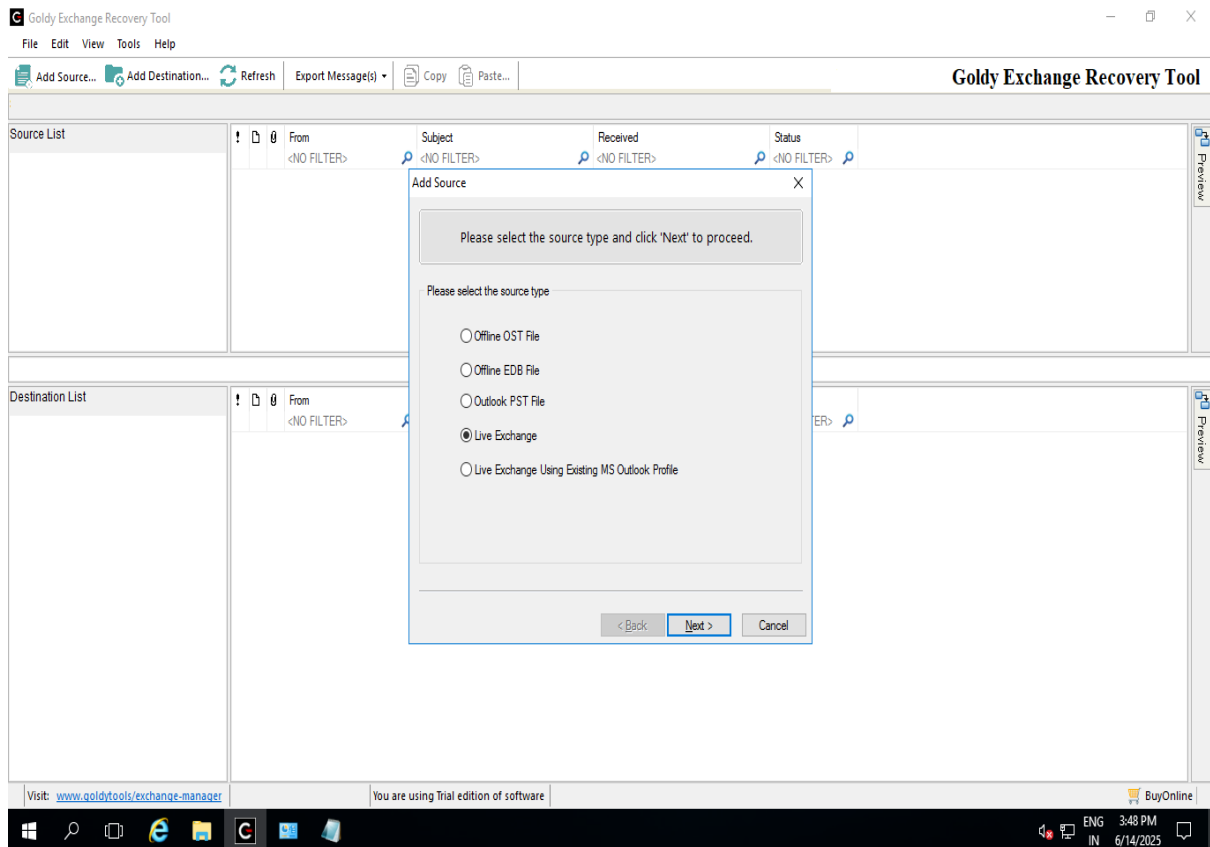 Goldy Exchange Recovery Tool
File Edit View Tools Help
Add Source... Add Destination... Refresh Export Message(s) Copy Paste... Goldy Exchange Recovery Tool
Source List
! From Subject Received Status
<NO FILTER> <NO FILTER> <NO FILTER> <NO FILTER>
Preview
Add Source
Please select the source type and click 'Next' to proceed.
Please select the source type
Offline OST File
Offline EDB File
Outlook PST File
Live Exchange
Live Exchange Using Existing MS Outlook Profile
< Back Next > Cancel
Destination List
! From
<NO FILTER> ER>
Preview
Visit: www.goldytools/exchange-manager You are using Trial edition of software BuyOnline
ENG 3:48 PM
IN 6/14/2025